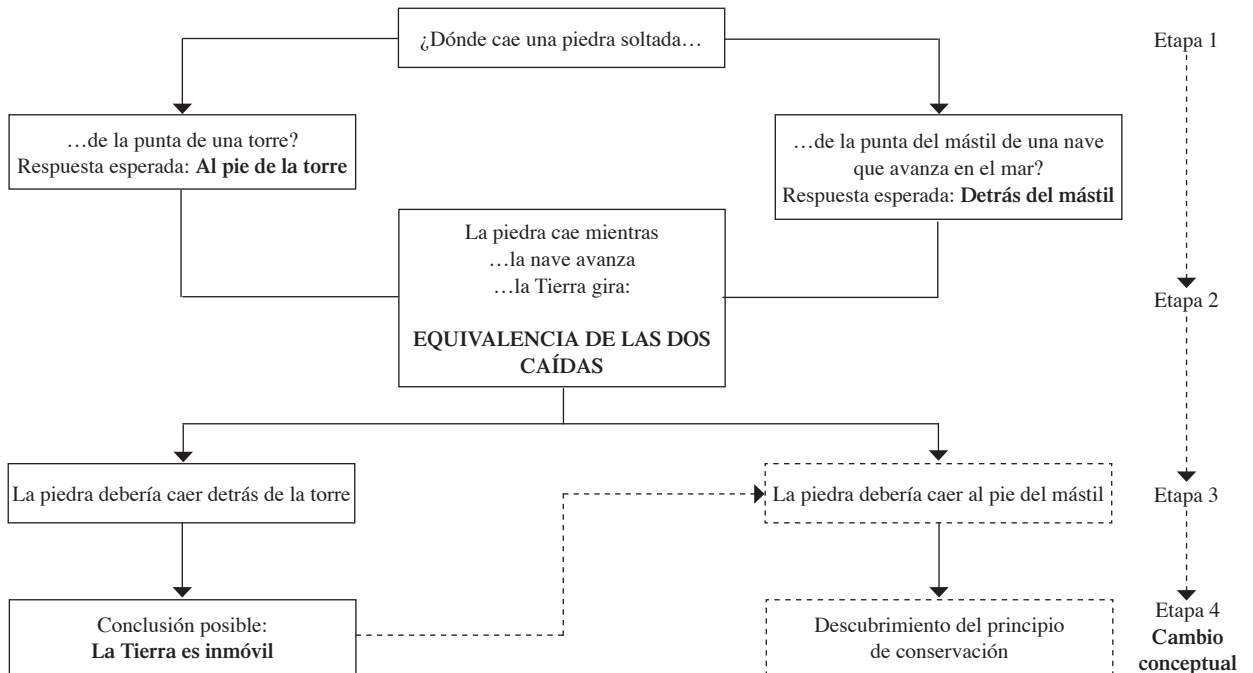 ¿Dónde cae una piedra soltada…
Etapa 1
…de la punta de una torre?
Respuesta esperada: Al pie de la torre
…de la punta del mástil de una nave
que avanza en el mar?
Respuesta esperada: Detrás del mástil
La piedra cae mientras
…la nave avanza
…la Tierra gira:
EQUIVALENCIA DE LAS DOS
CAÍDAS
Etapa 2
La piedra debería caer detrás de la torre
La piedra debería caer al pie del mástil
Etapa 3
Conclusión posible:
La Tierra es inmóvil
Descubrimiento del principio
de conservación
Etapa 4
Cambio
conceptual